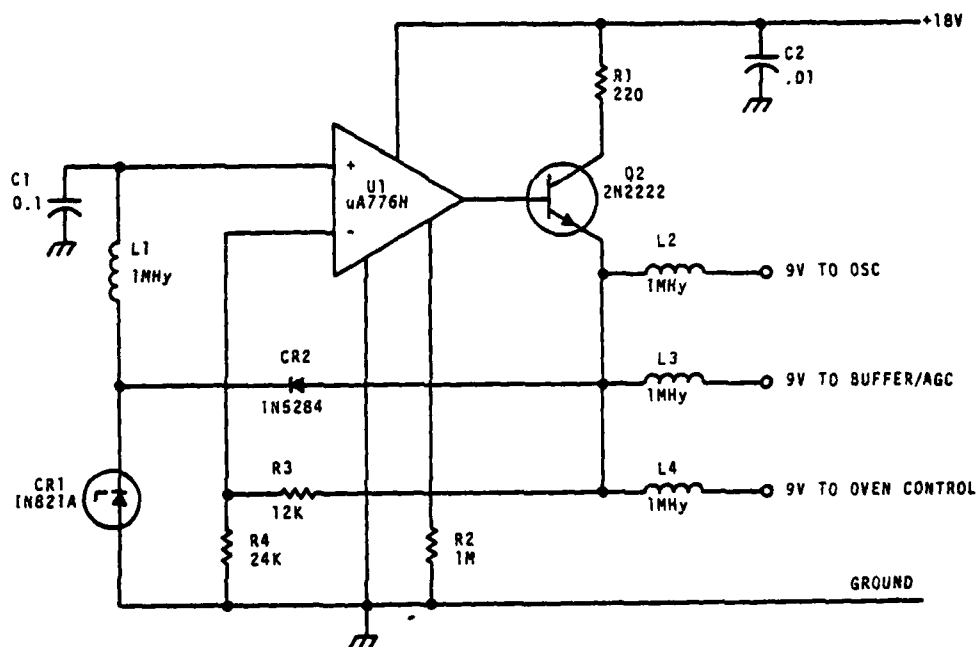 +18V
C2
.01
R1
220
Q2
2N2222
U1
uA776H
+
-
C1
0.1
L1
1MHy
L2
1MHy
9V TO OSC
CR2
1N5284
L3
1MHy
9V TO BUFFER/AGC
CR1
1N821A
R3
12K
L4
1MHy
9V TO OVEN CONTROL
R4
24K
R2
1M
GROUND